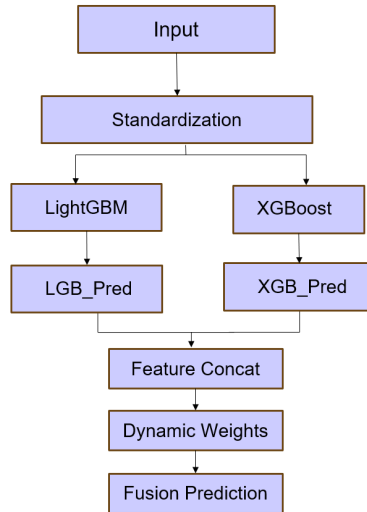 Input
Standardization
LightGBM
XGBoost
LGB_Pred
XGB_Pred
Feature Concat
Dynamic Weights
Fusion Prediction